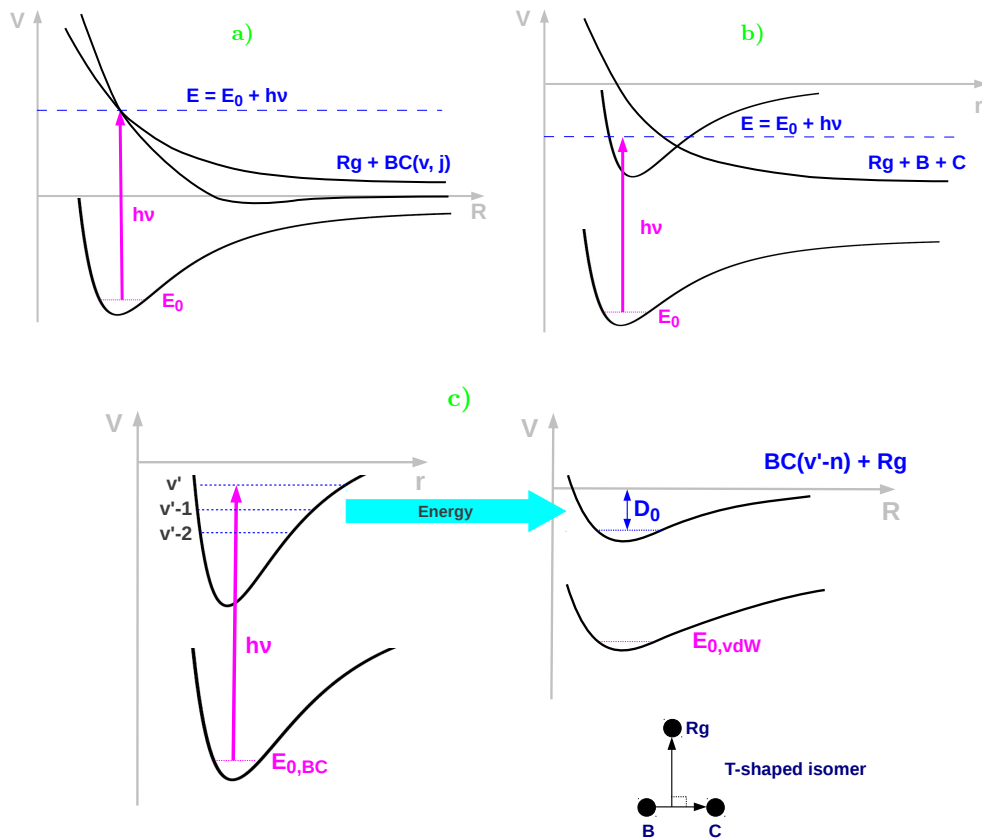 V
a)
E = E0 + hν
Rg + BC(v, j)
R
hν
E0
V
b)
r
E = E0 + hν
Rg + B + C
hν
E0
c)
V
r
v'
v'-1
v'-2
Energy
hν
E0,BC
V
BC(v'-n) + Rg
D0
R
E0,vdW
Rg
T-shaped isomer
B
C